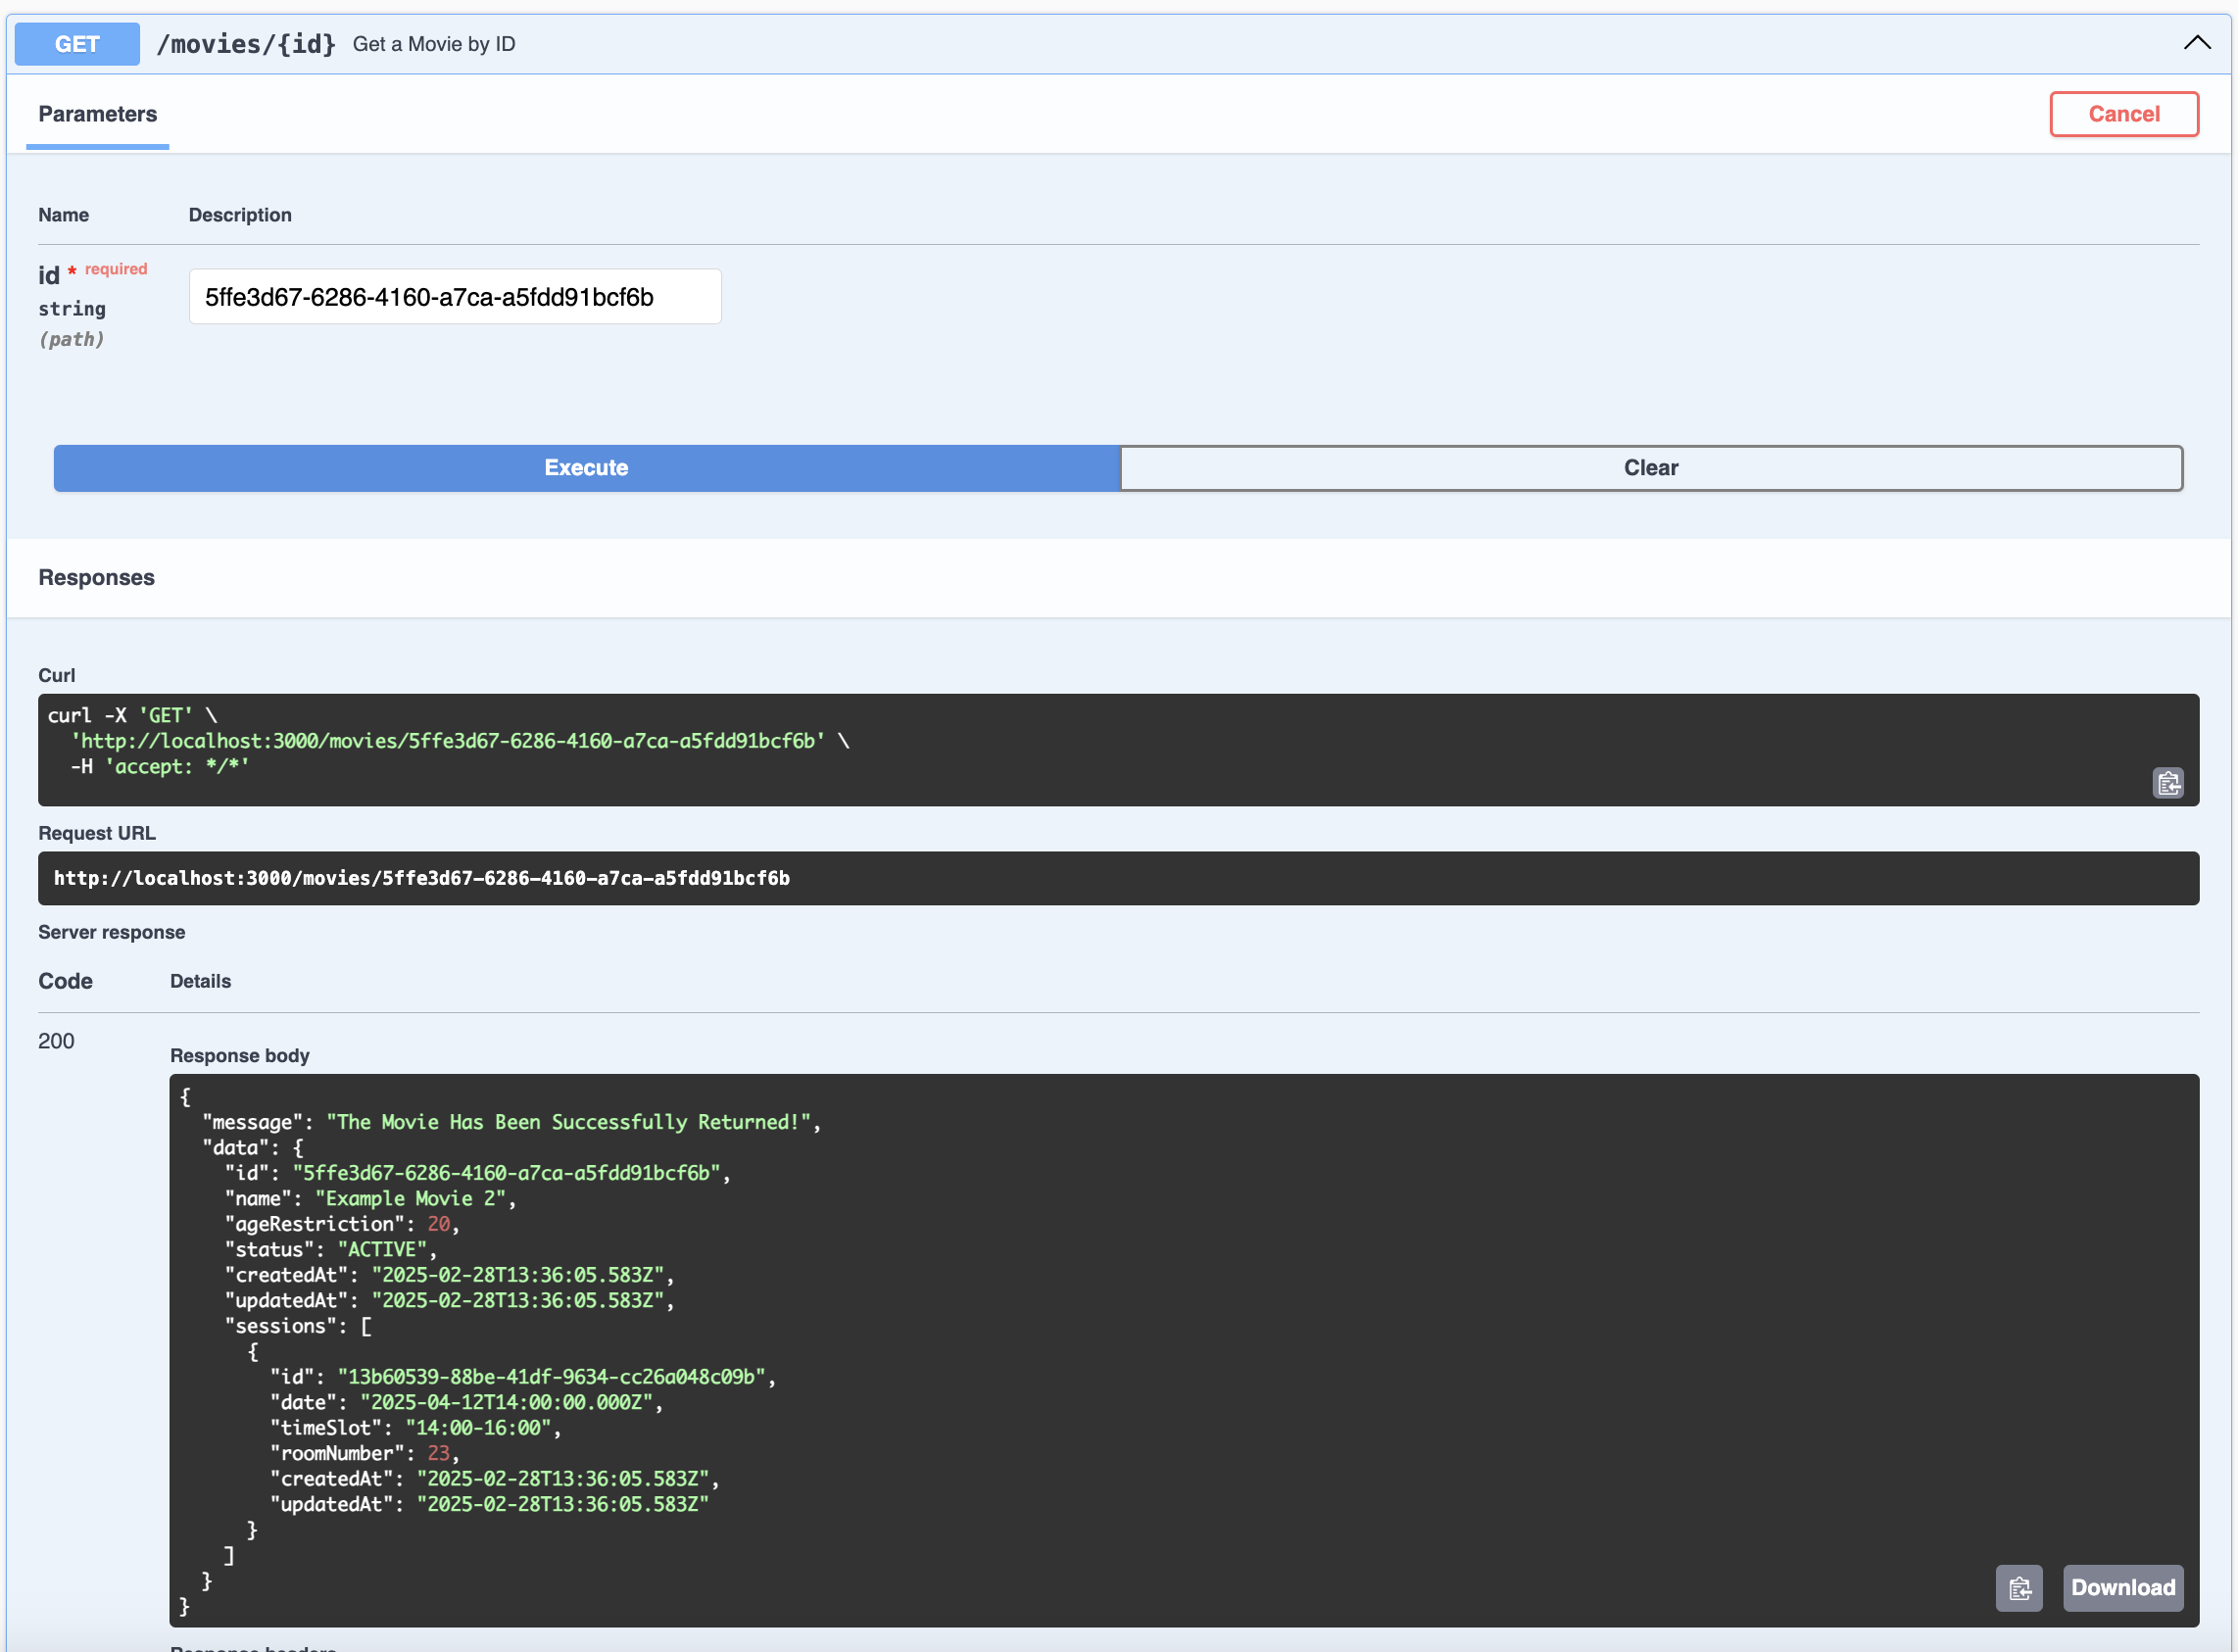 GET /movies/{id} Get a Movie by ID
Parameters
Cancel
Name Description
id * required
string
(path)
5ffe3d67-6286-4160-a7ca-a5fdd91bcf6b
Execute Clear
Responses
Curl
curl -X 'GET' \
  'http://localhost:3000/movies/5ffe3d67-6286-4160-a7ca-a5fdd91bcf6b' \
  -H 'accept: */*'
Request URL
http://localhost:3000/movies/5ffe3d67-6286-4160-a7ca-a5fdd91bcf6b
Server response
Code Details
200
Response body
{
  "message": "The Movie Has Been Successfully Returned!",
  "data": {
    "id": "5ffe3d67-6286-4160-a7ca-a5fdd91bcf6b",
    "name": "Example Movie 2",
    "ageRestriction": 20,
    "status": "ACTIVE",
    "createdAt": "2025-02-28T13:36:05.583Z",
    "updatedAt": "2025-02-28T13:36:05.583Z",
    "sessions": [
      {
        "id": "13b60539-88be-41df-9634-cc26a048c09b",
        "date": "2025-04-12T14:00:00.000Z",
        "timeSlot": "14:00-16:00",
        "roomNumber": 23,
        "createdAt": "2025-02-28T13:36:05.583Z",
        "updatedAt": "2025-02-28T13:36:05.583Z"
      }
    ]
  }
}
Download
Response headers